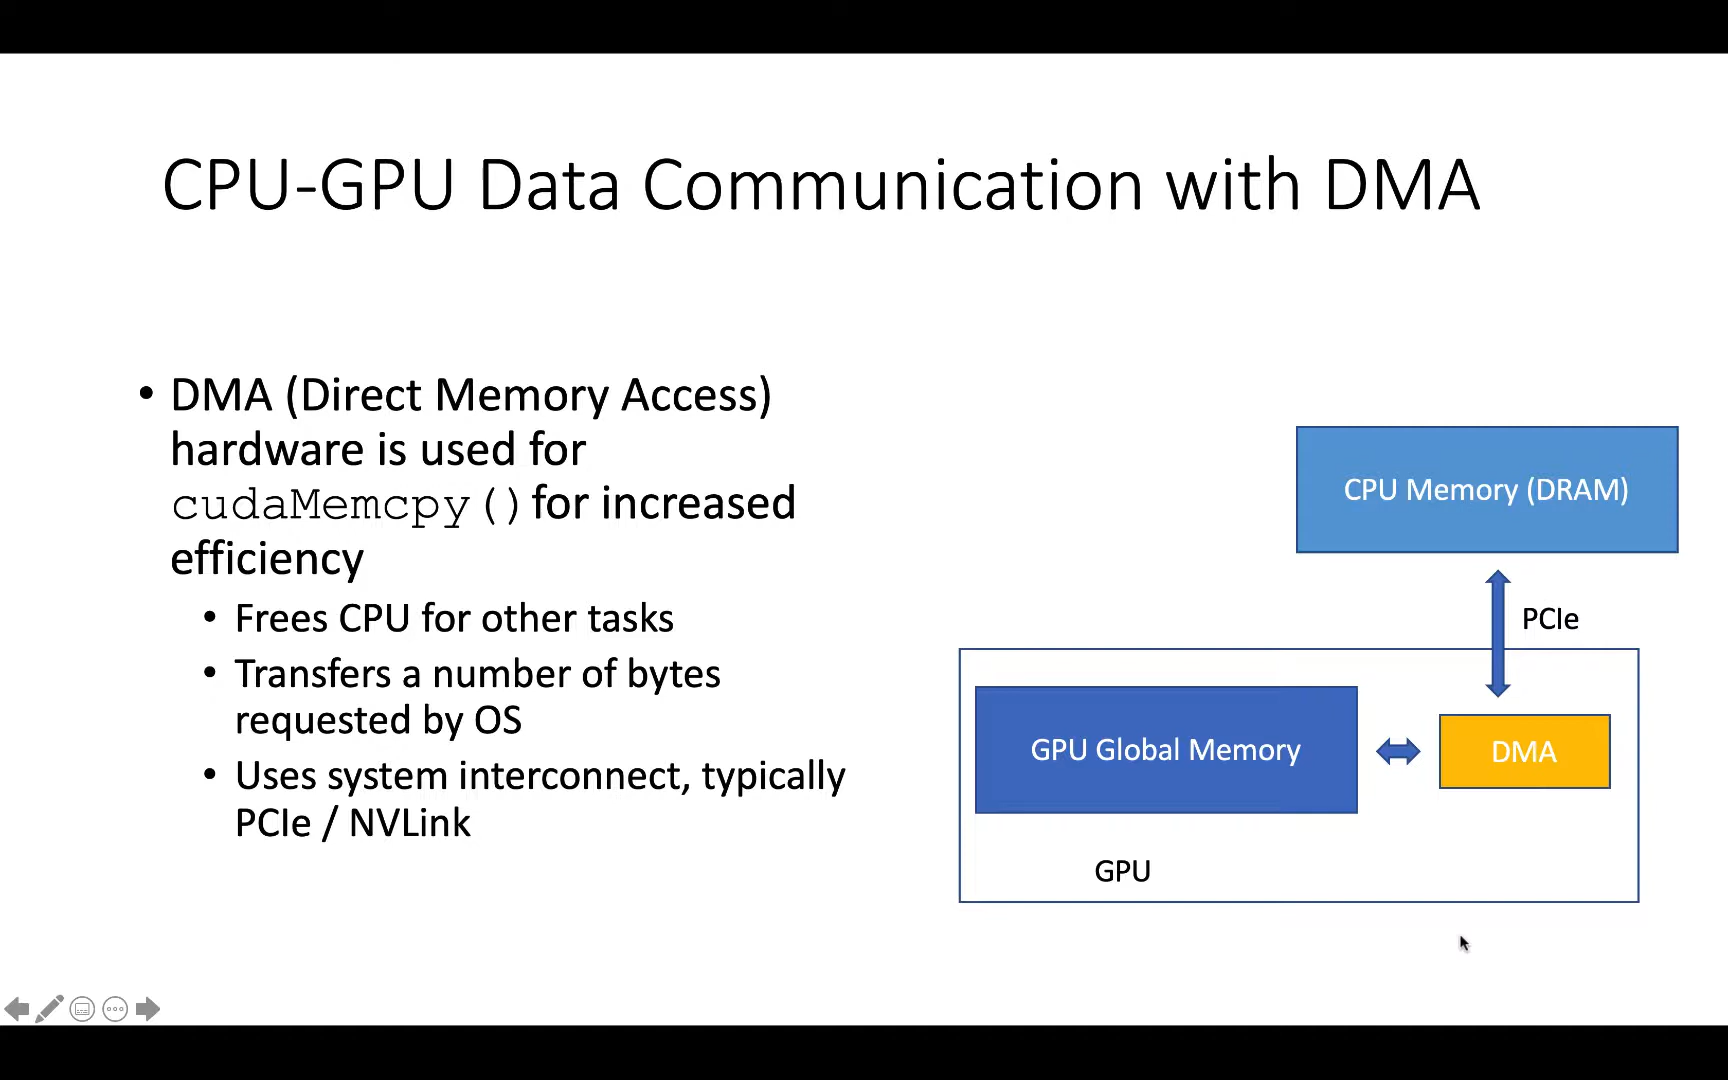 CPU-GPU Data Communication with DMA
• DMA (Direct Memory Access)
hardware is used for
cudaMemcpy() for increased
efficiency
• Frees CPU for other tasks
• Transfers a number of bytes
requested by OS
• Uses system interconnect, typically
PCIe / NVLink
CPU Memory (DRAM)
PCIe
GPU Global Memory
DMA
GPU